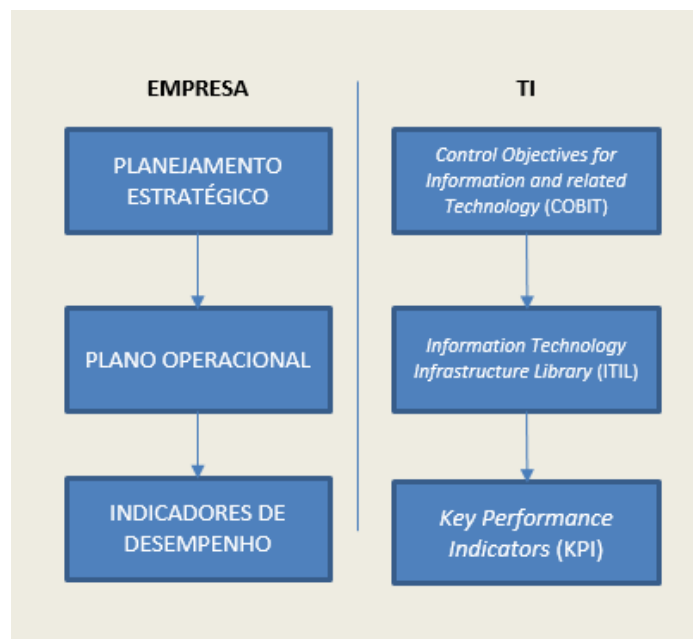 EMPRESA
PLANEJAMENTO
ESTRATÉGICO
PLANO OPERACIONAL
INDICADORES DE
DESEMPENHO
TI
Control Objectives for
Information and related
Technology (COBIT)
Information Technology
Infrastructure Library (ITIL)
Key Performance
Indicators (KPI)